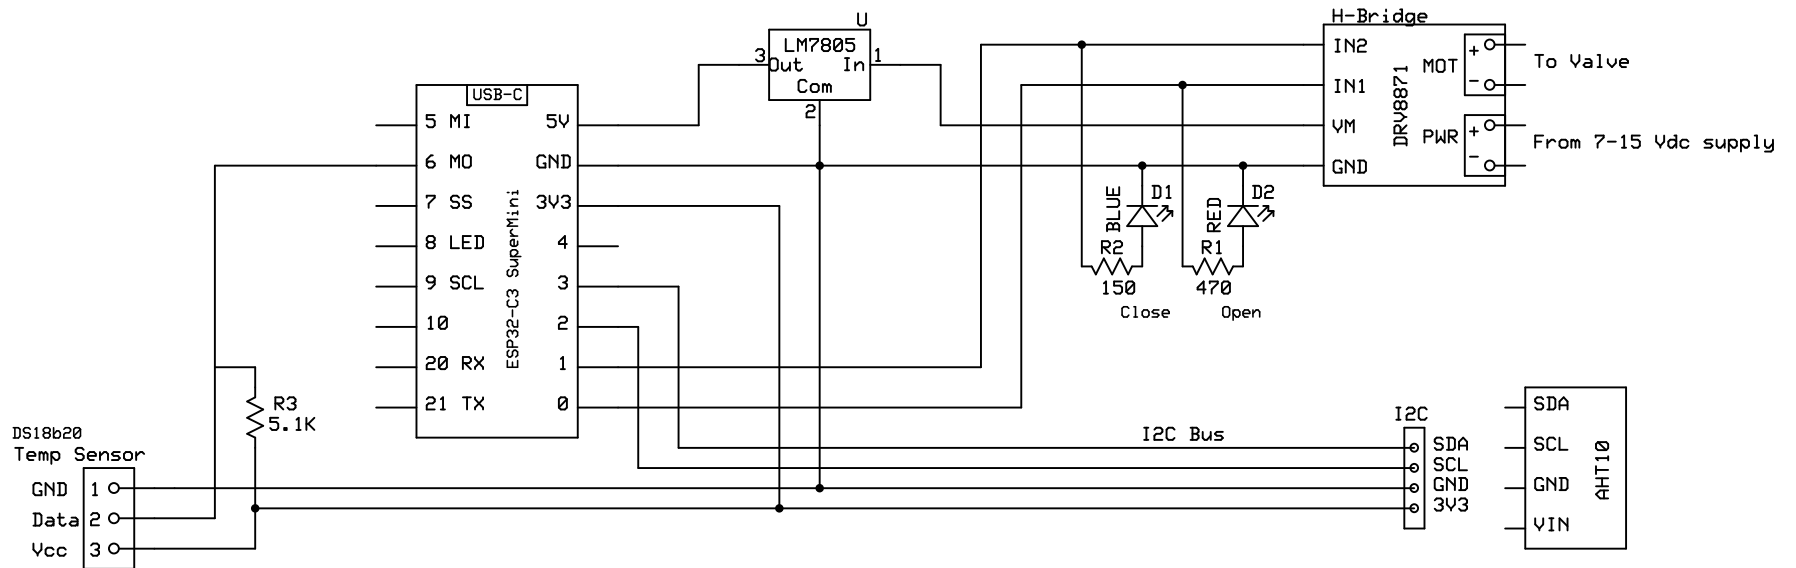 U
H-Bridge
3 LM7805 1
Out In
Com
2
IN2
IN1
VM
GND
DRV8871
MOT
+
-
To Valve
PWR
+
-
From 7-15 Vdc supply
USB-C
5 MI 5V
6 MO GND
7 SS 3V3
8 LED 4
9 SCL 3
10 2
20 RX 1
21 TX 0
ESP32-C3 SuperMini
BLUE
D1
R2
150
Close
RED
D2
R1
470
Open
R3
5.1K
DS18b20
Temp Sensor
GND 1
Data 2
Vcc 3
I2C Bus
I2C
SDA
SCL
GND
3V3
SDA
SCL
GND
VIN
AHT10